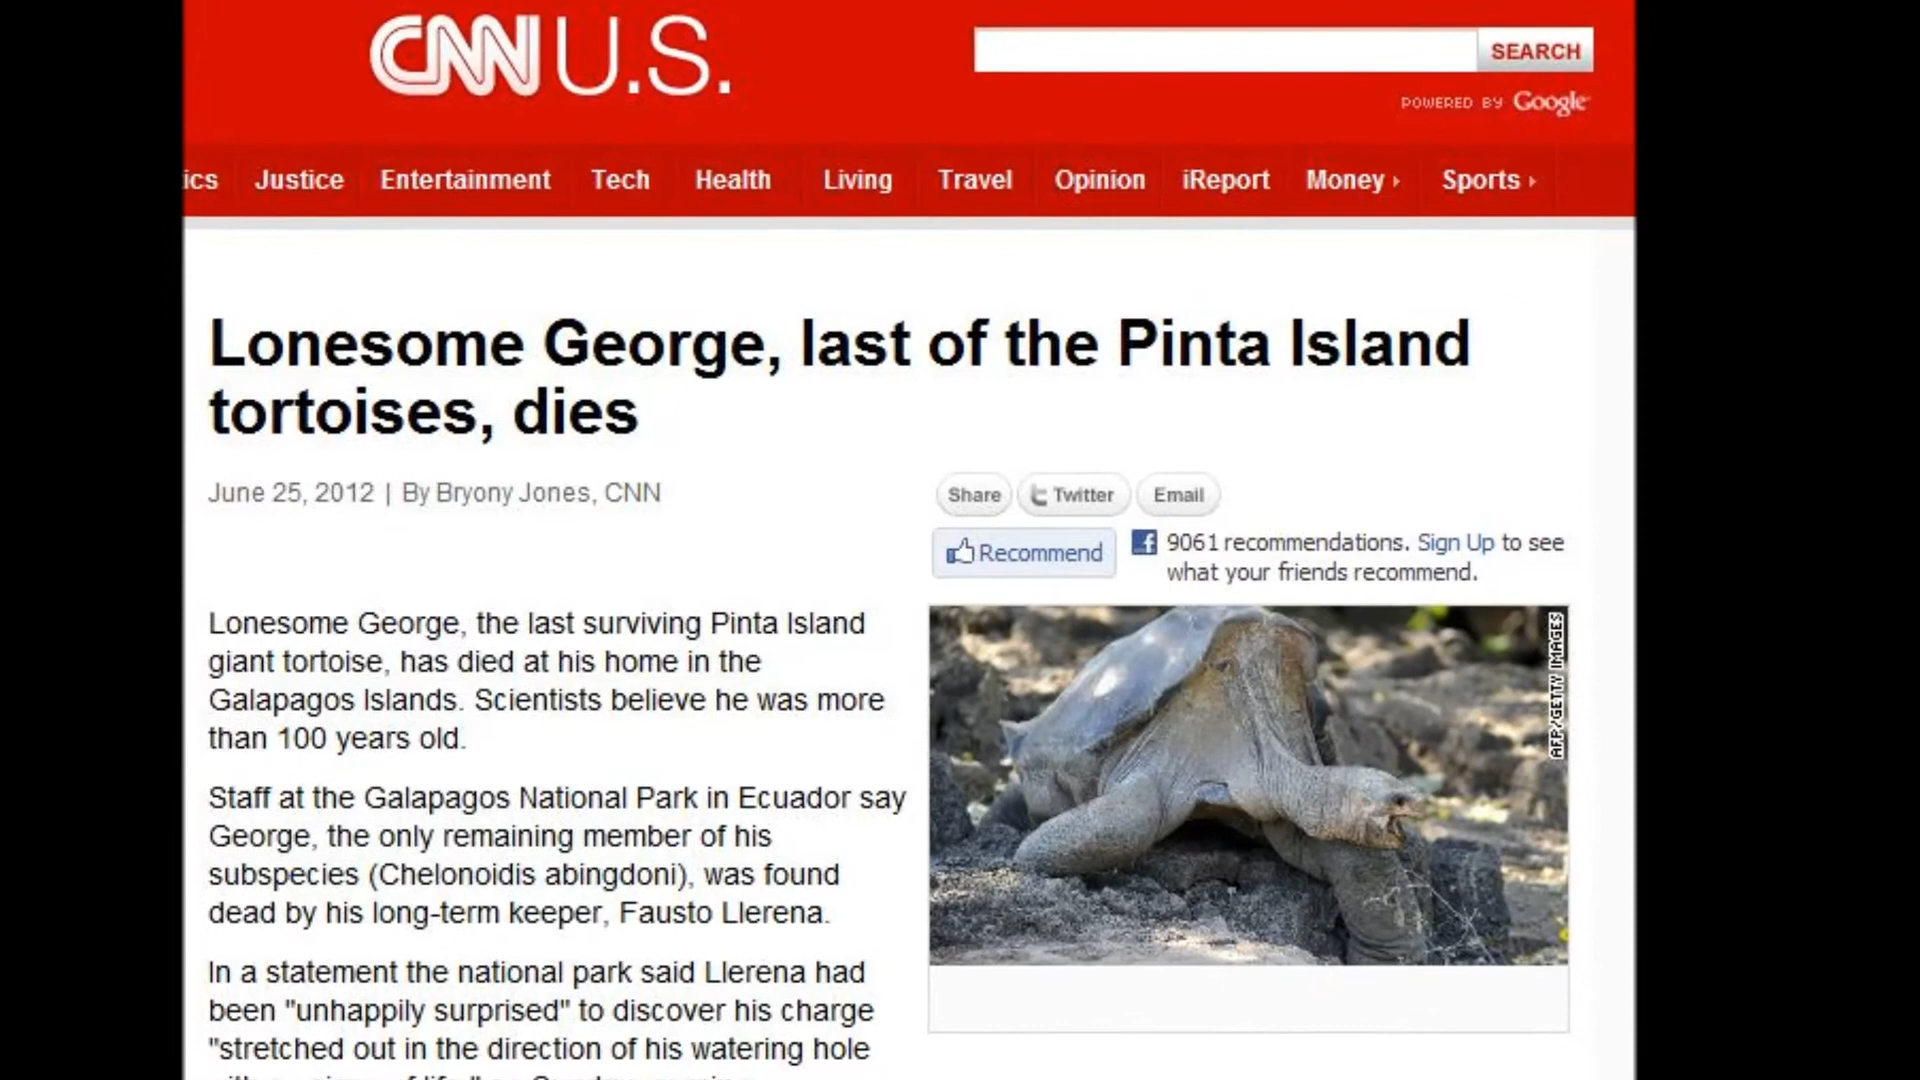 CNN U.S.
SEARCH
POWERED BY Google
ics Justice Entertainment Tech Health Living Travel Opinion iReport Money Sports
Lonesome George, last of the Pinta Island
tortoises, dies
June 25, 2012 | By Bryony Jones, CNN
Share Twitter Email
Recommend
9061 recommendations. Sign Up to see
what your friends recommend.
Lonesome George, the last surviving Pinta Island
giant tortoise, has died at his home in the
Galapagos Islands. Scientists believe he was more
than 100 years old.
Staff at the Galapagos National Park in Ecuador say
George, the only remaining member of his
subspecies (Chelonoidis abingdoni), was found
dead by his long-term keeper, Fausto Llerena.
In a statement the national park said Llerena had
been "unhappily surprised" to discover his charge
"stretched out in the direction of his watering hole
AFP/GETTY IMAGES